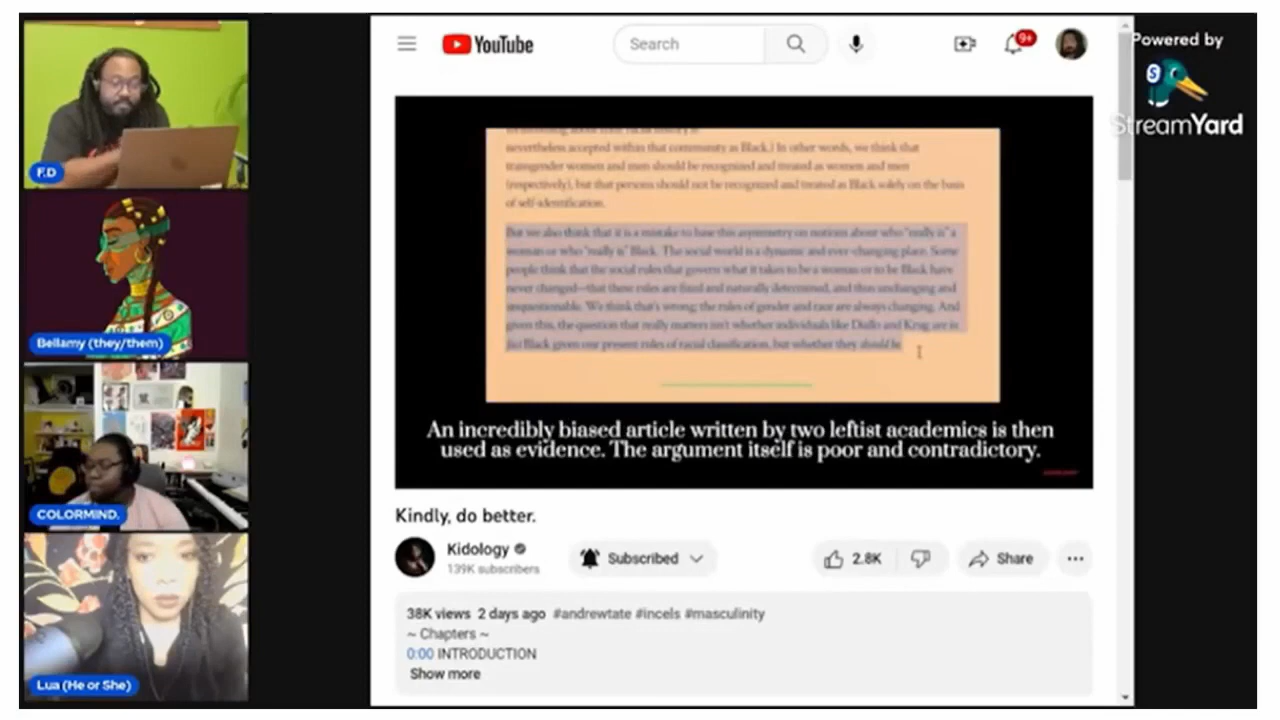 YouTube
Search
9+
Powered by
StreamYard
F.D
Bellamy (they/them)
COLORMIND.
Lua (He or She)
nevertheless accepted within that community as Black.) In other words, we think that
transgender women and men should be recognized and treated as women and men
(respectively), but that persons should not be recognized and treated as Black solely on the basis
of self-identification.
But we also think that it is a mistake to base this asymmetry on notions about who "really is" a
woman or who "really is" Black. The social world is a dynamic and ever-changing place. Some
people think that the social rules that govern what it takes to be a woman or to be Black have
never changed—that these rules are fixed and naturally determined, and thus unchanging and
unquestionable. We think that's wrong; the rules of gender and race are always changing. And
given this, the question that really matters isn't whether individuals like Diallo and Krug are in
fact Black given our present rules of racial classification, but whether they should be
An incredibly biased article written by two leftist academics is then
used as evidence. The argument itself is poor and contradictory.
Kindly, do better.
Kidology
139K subscribers
Subscribed
2.8K
Share
38K views 2 days ago #andrewtate #incels #masculinity
~ Chapters ~
0:00 INTRODUCTION
Show more